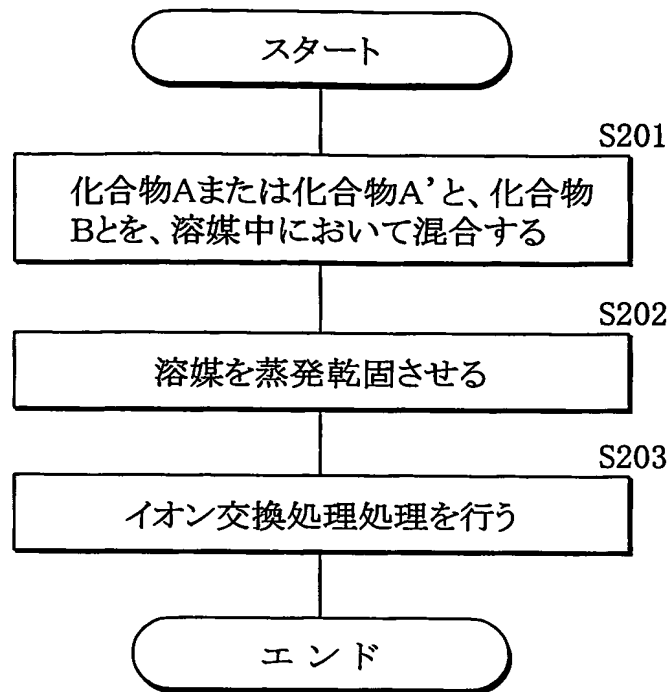 スタート
S201
化合物Aまたは化合物A’と、化合物
Bとを、溶媒中において混合する
S202
溶媒を蒸発乾固させる
S203
イオン交換処理処理を行う
エンド